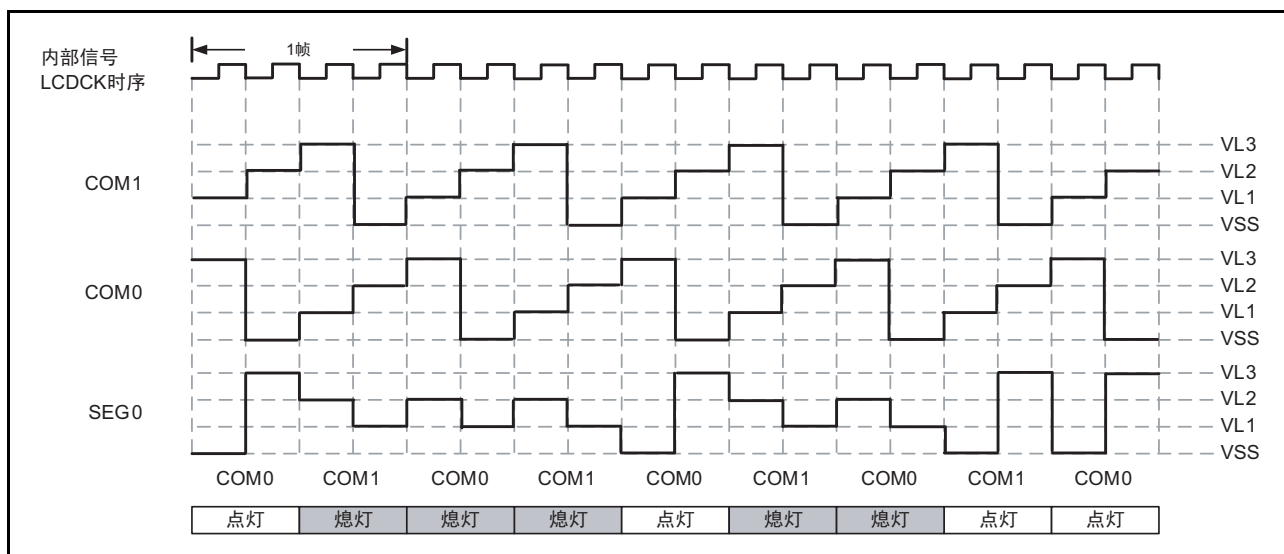 内部信号
LCDCK时序
1帧
COM1
VL3
VL2
VL1
VSS
COM0
VL3
VL2
VL1
VSS
SEG0
VL3
VL2
VL1
VSS
COM0 COM1 COM0 COM1 COM0 COM1 COM0 COM1 COM0
点灯 熄灯 熄灯 熄灯 点灯 熄灯 熄灯 点灯 点灯